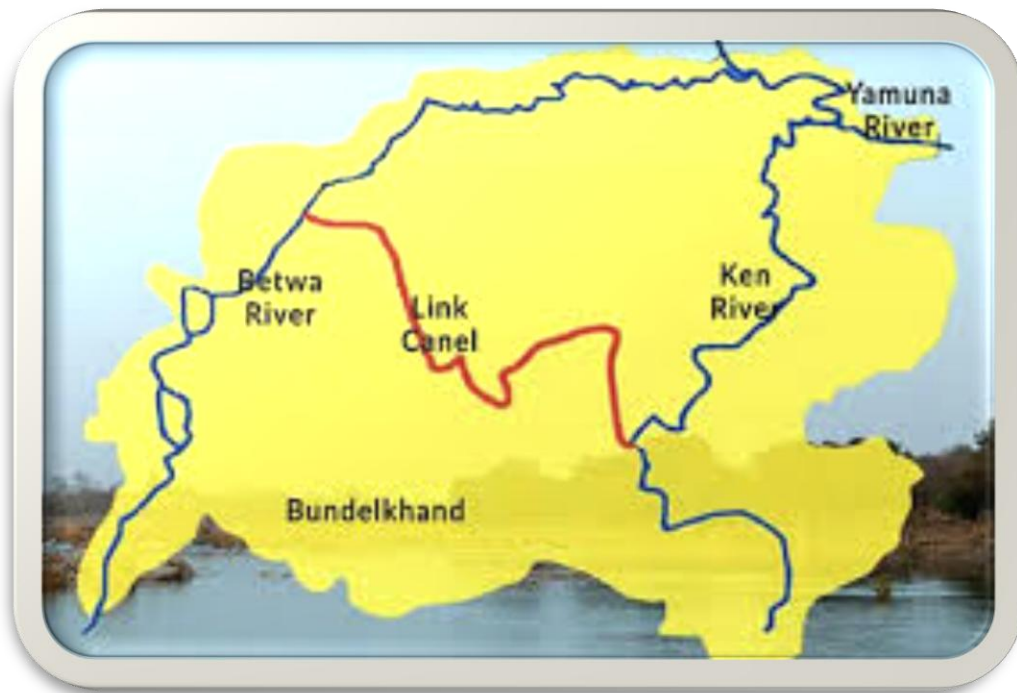 Yamuna
River
Betwa
River
Ken
River
Link
Canel
Bundelkhand